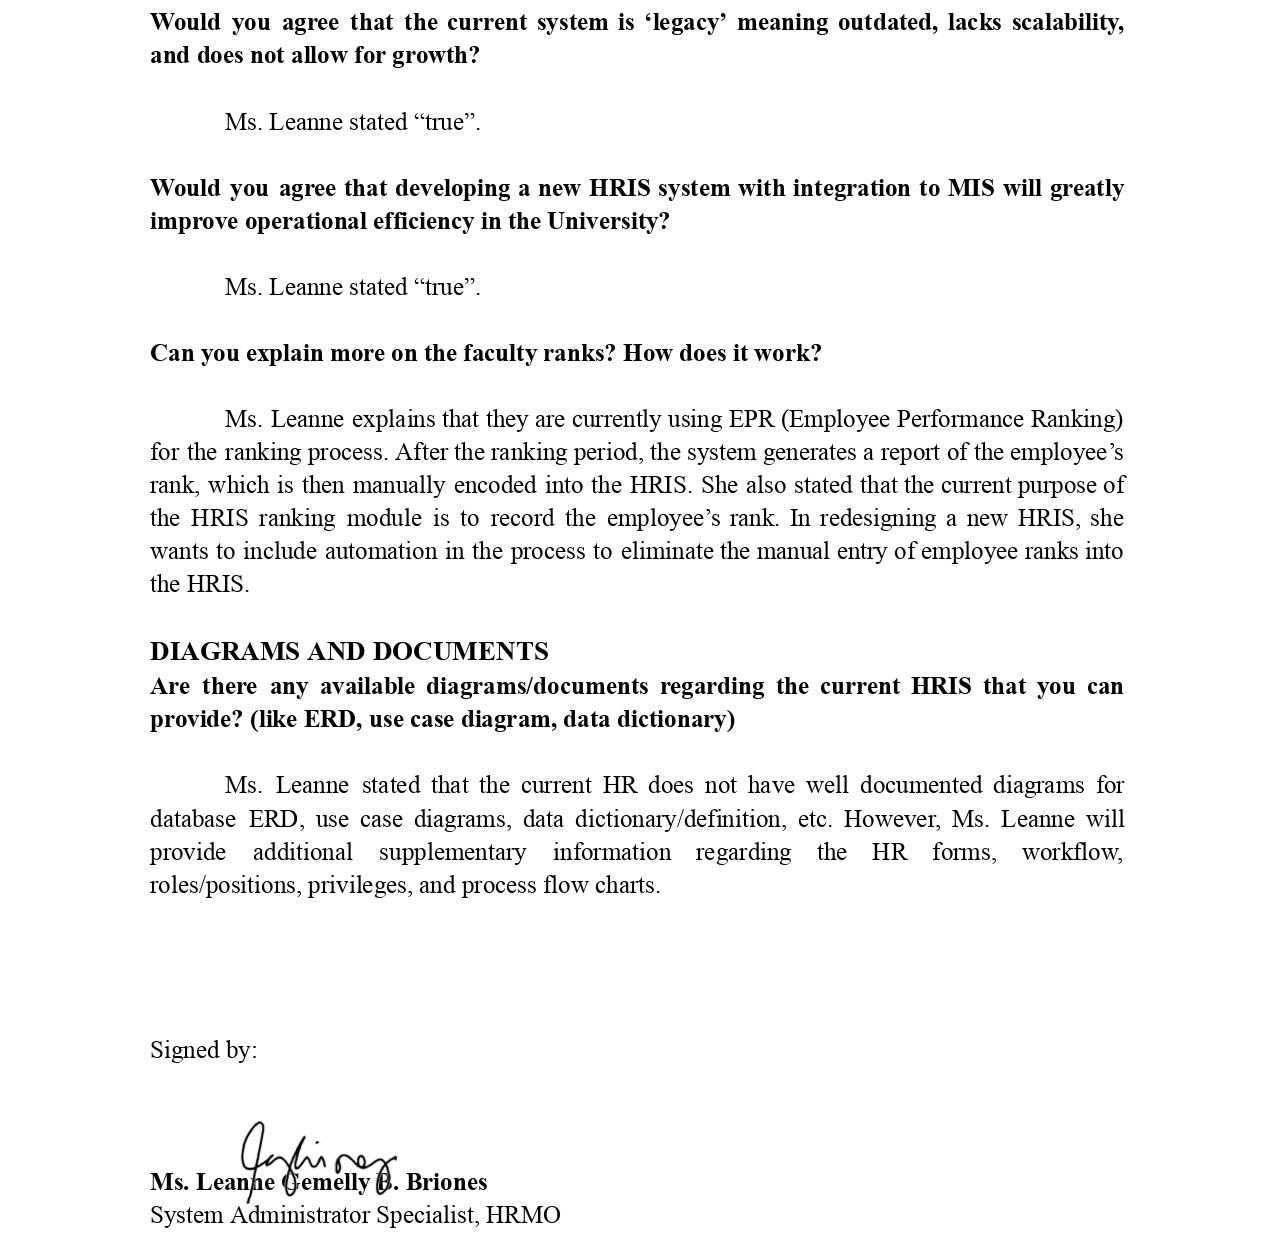 Would you agree that the current system is ‘legacy’ meaning outdated, lacks scalability,
and does not allow for growth?
Ms. Leanne stated “true”.
Would you agree that developing a new HRIS system with integration to MIS will greatly
improve operational efficiency in the University?
Ms. Leanne stated “true”.
Can you explain more on the faculty ranks? How does it work?
Ms. Leanne explains that they are currently using EPR (Employee Performance Ranking)
for the ranking process. After the ranking period, the system generates a report of the employee’s
rank, which is then manually encoded into the HRIS. She also stated that the current purpose of
the HRIS ranking module is to record the employee’s rank. In redesigning a new HRIS, she
wants to include automation in the process to eliminate the manual entry of employee ranks into
the HRIS.
DIAGRAMS AND DOCUMENTS
Are there any available diagrams/documents regarding the current HRIS that you can
provide? (like ERD, use case diagram, data dictionary)
Ms. Leanne stated that the current HR does not have well documented diagrams for
database ERD, use case diagrams, data dictionary/definition, etc. However, Ms. Leanne will
provide additional supplementary information regarding the HR forms, workflow,
roles/positions, privileges, and process flow charts.
Signed by:
Ms. Leanne Gemelly B. Briones
System Administrator Specialist, HRMO